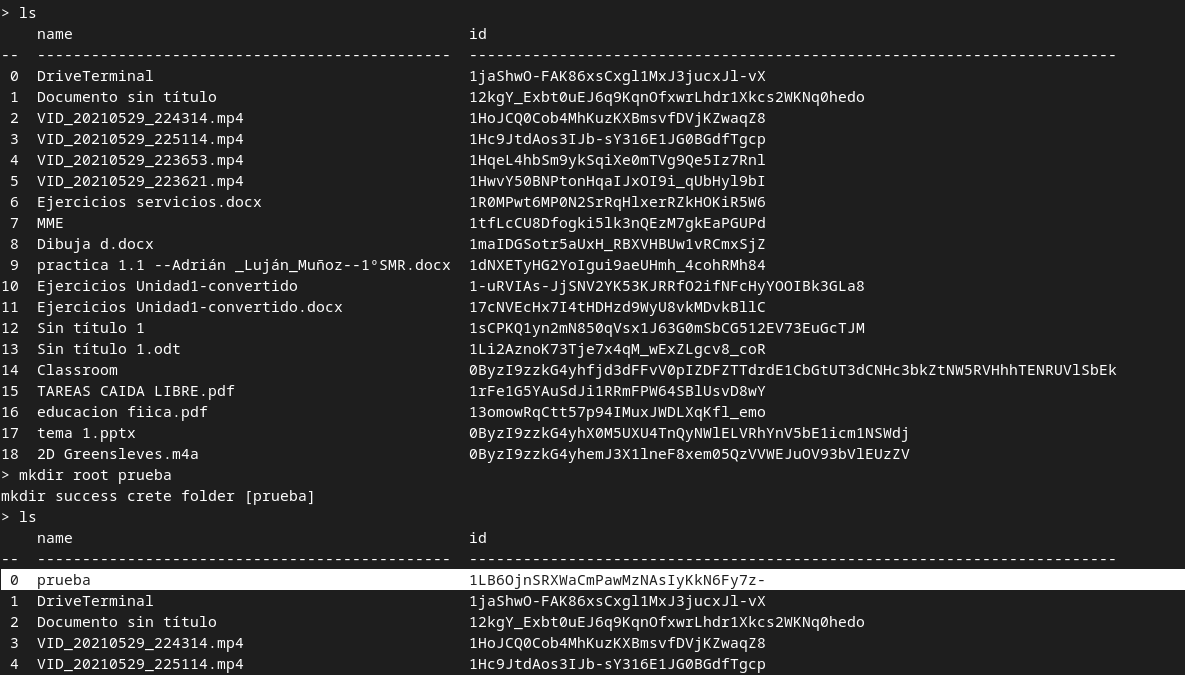 > ls
    name                                            id
--  ----------------------------------------------  ------------------------------------------------------------------------
 0  DriveTerminal                                   1jaShwO-FAK86xsCxgl1MxJ3jucxJl-vX
 1  Documento sin título                            12kgY_Exbt0uEJ6q9KqnOfxwrLhdr1Xkcs2WKNq0hedo
 2  VID_20210529_224314.mp4                         1HoJCQ0Cob4MhKuzKXBmsvfDVjKZwaqZ8
 3  VID_20210529_225114.mp4                         1Hc9JtdAos3IJb-sY316E1JG0BGdfTgcp
 4  VID_20210529_223653.mp4                         1HqeL4hbSm9ykSqiXe0mTVg9Qe5Iz7Rnl
 5  VID_20210529_223621.mp4                         1HwvY50BNPtonHqaIJxOI9i_qUbHyl9bI
 6  Ejercicios servicios.docx                       1R0MPwt6MP0N2SrRqHlxerRZkHOKiR5W6
 7  MME                                             1tfLcCU8Dfogki5lk3nQEzM7gkEaPGUPd
 8  Dibuja d.docx                                   1maIDGSotr5aUxH_RBXVHBUw1vRCmxSjZ
 9  practica 1.1 --Adrián _Luján_Muñoz--1ºSMR.docx  1dNXETyHG2YoIgui9aeUHmh_4cohRMh84
10  Ejercicios Unidad1-convertido                   1-uRVIAs-JjSNV2YK53KJRRfO2ifNFcHyYOOIBk3GLa8
11  Ejercicios Unidad1-convertido.docx              17cNVEcHx7I4tHDHzd9WyU8vkMDvkBllC
12  Sin título 1                                    1sCPKQ1yn2mN850qVsx1J63G0mSbCG512EV73EuGcTJM
13  Sin título 1.odt                                1Li2AznoK73Tje7x4qM_wExZLgcv8_coR
14  Classroom                                       0ByzI9zzkG4yhfjd3dFFvV0pIZDFZTTdrdE1CbGtUT3dCNHc3bkZtNW5RVHhhTENRUVlSbEk
15  TAREAS CAIDA LIBRE.pdf                          1rFe1G5YAuSdJi1RRmFPW64SBlUsvD8wY
16  educacion fiica.pdf                             13omowRqCtt57p94IMuxJWDLXqKfl_emo
17  tema 1.pptx                                     0ByzI9zzkG4yhX0M5UXU4TnQyNWlELVRhYnV5bE1icm1NSWdj
18  2D Greensleves.m4a                              0ByzI9zzkG4yhemJ3X1lneF8xem05QzVVWEJuOV93bVlEUzZV
> mkdir root prueba
mkdir success crete folder [prueba]
> ls
    name                                            id
--  ----------------------------------------------  ------------------------------------------------------------------------
 0  prueba                                          1LB6OjnSRXWaCmPawMzNAsIyKkN6Fy7z-
 1  DriveTerminal                                   1jaShwO-FAK86xsCxgl1MxJ3jucxJl-vX
 2  Documento sin título                            12kgY_Exbt0uEJ6q9KqnOfxwrLhdr1Xkcs2WKNq0hedo
 3  VID_20210529_224314.mp4                         1HoJCQ0Cob4MhKuzKXBmsvfDVjKZwaqZ8
 4  VID_20210529_225114.mp4                         1Hc9JtdAos3IJb-sY316E1JG0BGdfTgcp